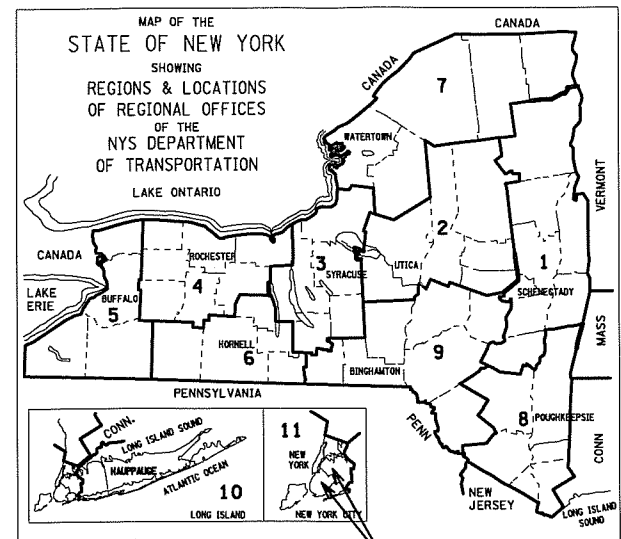 MAP OF THE
STATE OF NEW YORK
SHOWING
REGIONS & LOCATIONS
OF REGIONAL OFFICES
OF THE
NYS DEPARTMENT
OF TRANSPORTATION
LAKE ONTARIO
CANADA
CANADA
7
WATERTOWN
VERMONT
2
CANADA
ROCHESTER
3
SYRACUSE
UTICA
1
LAKE
ERIE
BUFFALO
5
4
SCHENECTADY
MASS
HORNELL
6
9
BINGHAMTON
PENNSYLVANIA
PENN
8
POUGHKEEPSIE
CONN
NEW
JERSEY
LONG ISLAND
SOUND
CONN.
LONG ISLAND SOUND
HAUPPAUGE
ATLANTIC OCEAN
10
LONG ISLAND
11
NEW
YORK
NEW YORK CITY